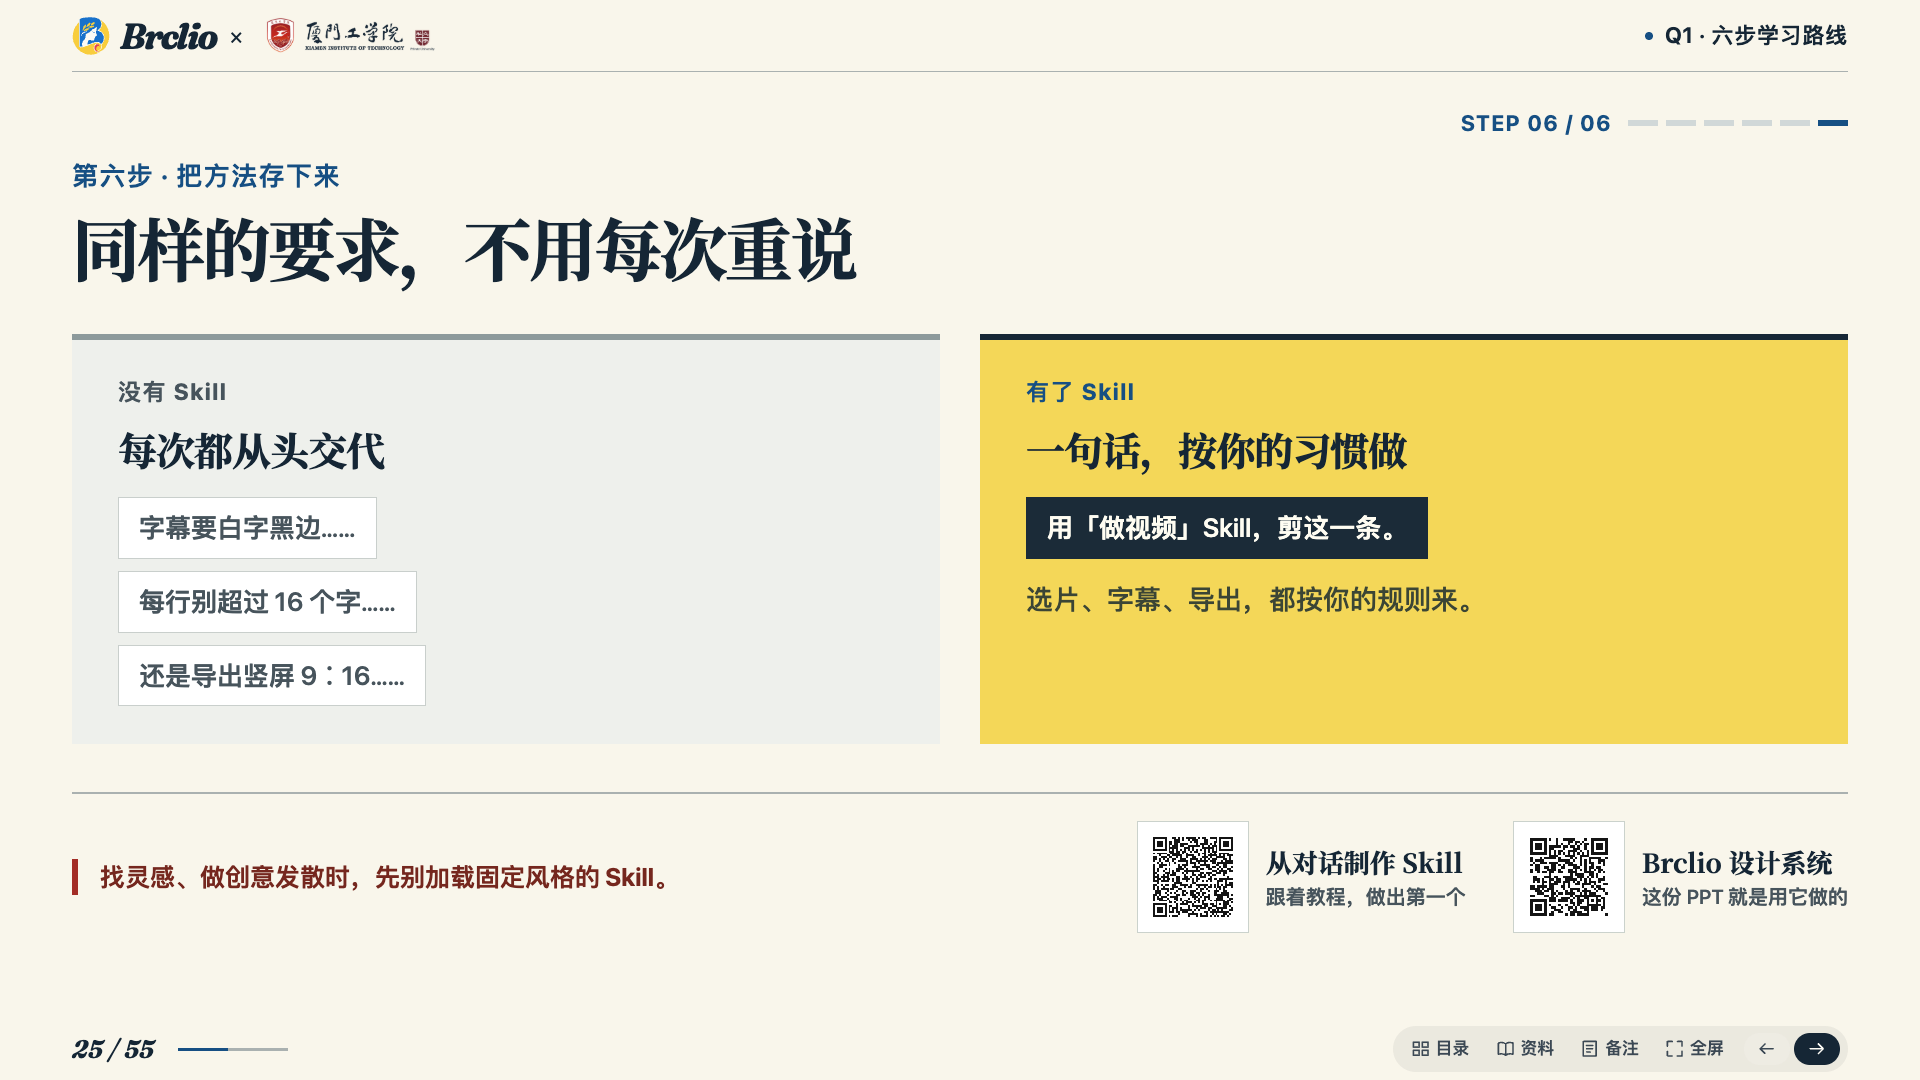 Brclio × 厦門工学院
XIAMEN INSTITUTE OF TECHNOLOGY
Q1 · 六步学习路线
STEP 06 / 06
第六步 · 把方法存下来
同样的要求，不用每次重说
没有 Skill
每次都从头交代
字幕要白字黑边……
每行别超过 16 个字……
还是导出竖屏 9：16……
有了 Skill
一句话，按你的习惯做
用「做视频」Skill，剪这一条。
选片、字幕、导出，都按你的规则来。
找灵感、做创意发散时，先别加载固定风格的 Skill。
从对话制作 Skill
跟着教程，做出第一个
Brclio 设计系统
这份 PPT 就是用它做的
25 / 55
目录 资料 备注 全屏 ← →